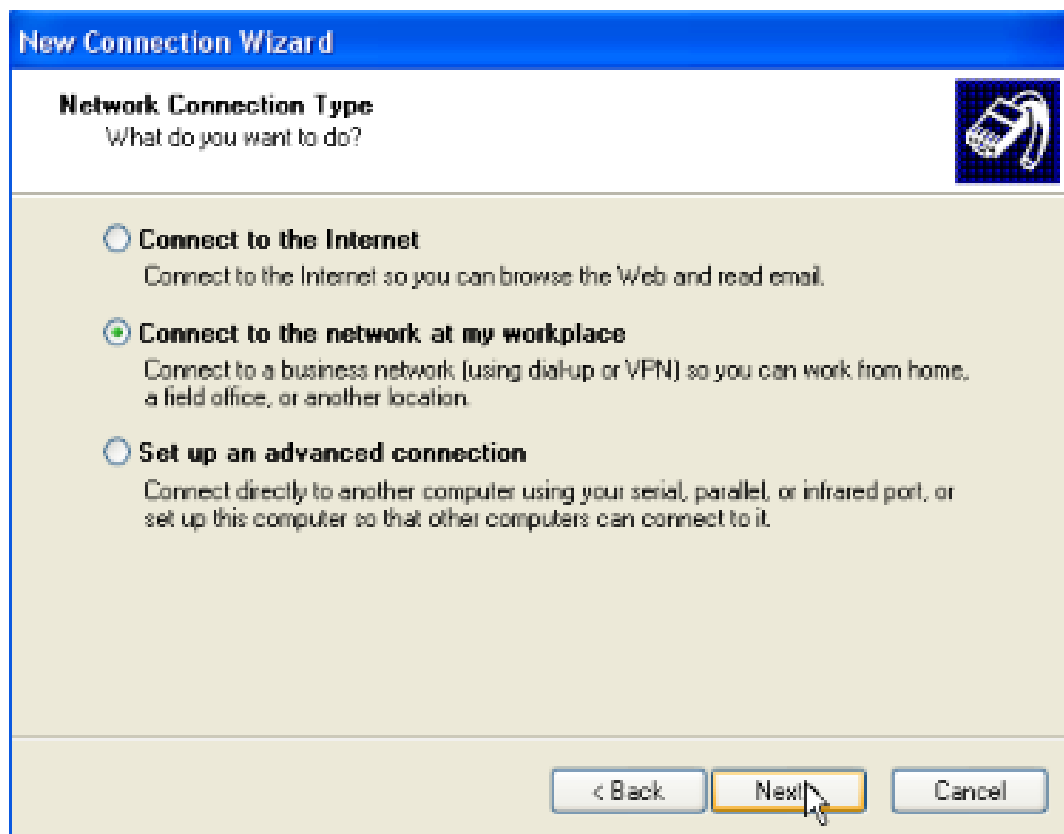 New Connection Wizard
Network Connection Type
What do you want to do?
Connect to the Internet
Connect to the Internet so you can browse the Web and read email.
Connect to the network at my workplace
Connect to a business network (using dial-up or VPN) so you can work from home,
a field office, or another location.
Set up an advanced connection
Connect directly to another computer using your serial, parallel, or infrared port, or
set up this computer so that other computers can connect to it.
< Back Next Cancel